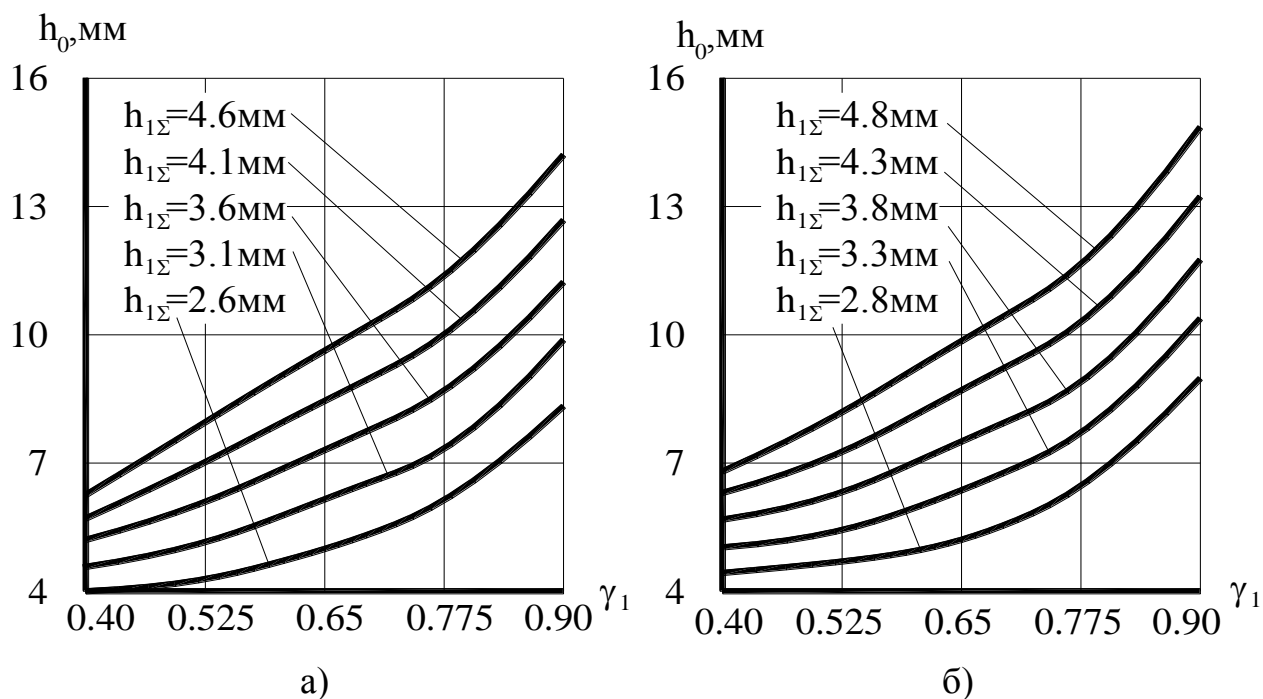 h₀,мм
16
13
10
7
4
h₁Σ=4.6мм
h₁Σ=4.1мм
h₁Σ=3.6мм
h₁Σ=3.1мм
h₁Σ=2.6мм
0.40 0.525 0.65 0.775 0.90
γ₁
а)
h₀,мм
16
13
10
7
4
h₁Σ=4.8мм
h₁Σ=4.3мм
h₁Σ=3.8мм
h₁Σ=3.3мм
h₁Σ=2.8мм
0.40 0.525 0.65 0.775 0.90
γ₁
б)